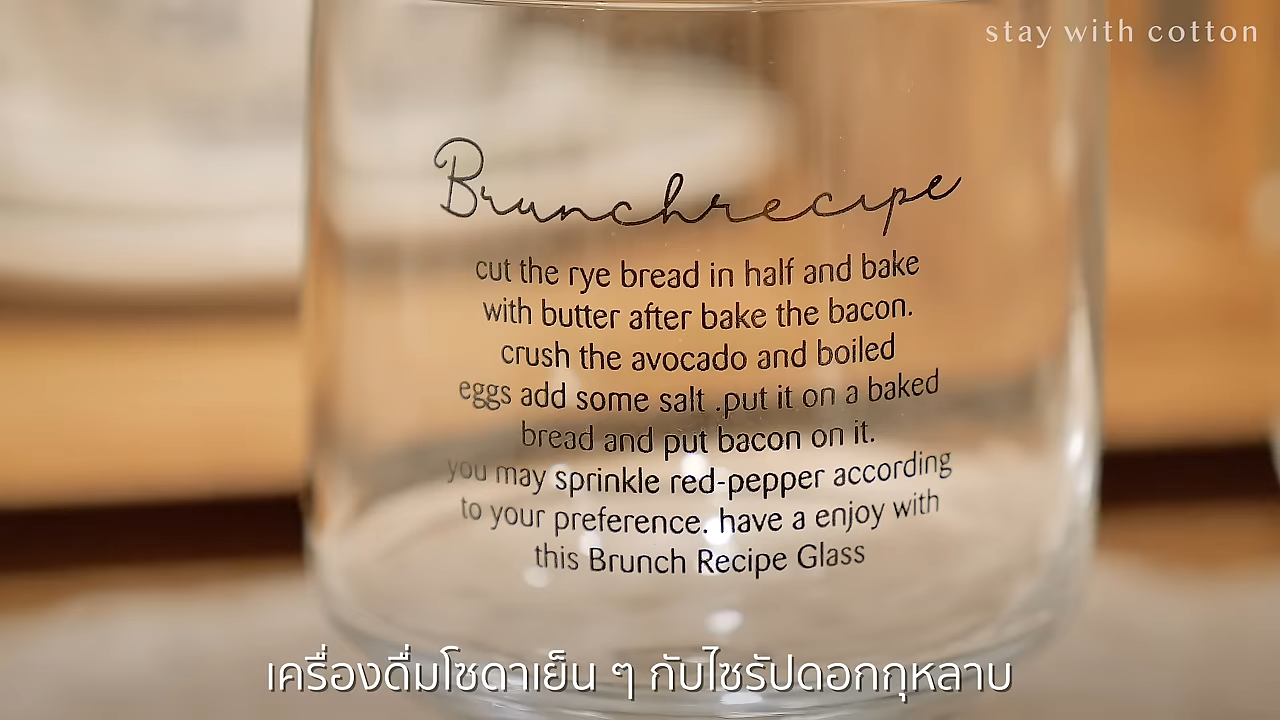 stay with cotton
Brunchrecipe
cut the rye bread in half and bake
with butter after bake the bacon.
crush the avocado and boiled
eggs add some salt .put it on a baked
bread and put bacon on it.
you may sprinkle red-pepper according
to your preference. have a enjoy with
this Brunch Recipe Glass
เครื่องดื่มโซดาเย็น ๆ กับไซรัปดอกกุหลาบ